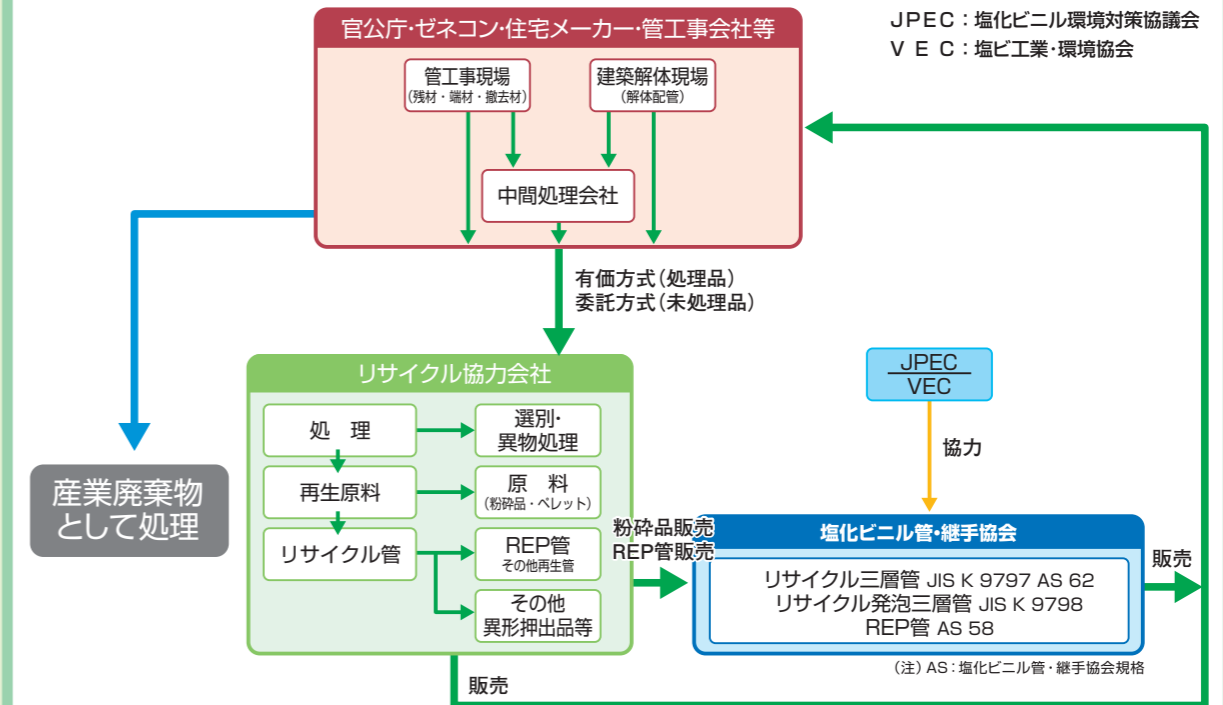 官公庁・ゼネコン・住宅メーカー・管工事会社等
JPEC：塩化ビニル環境対策協議会
VEC：塩ビ工業・環境協会
管工事現場
（残材・端材・撤去材）
建築解体現場
（解体配管）
中間処理会社
有価方式（処理品）
委託方式（未処理品）
リサイクル協力会社
処　理
選別・
異物処理
再生原料
原　料
（粉砕品・ペレット）
リサイクル管
REP管
その他再生管
その他
異形押出品等
産業廃棄物
として処理
JPEC
VEC
協力
粉砕品販売
REP管販売
塩化ビニル管・継手協会
リサイクル三層管 JIS K 9797 AS 62
リサイクル発泡三層管 JIS K 9798
REP管 AS 58
販売
（注）AS：塩化ビニル管・継手協会規格
販売